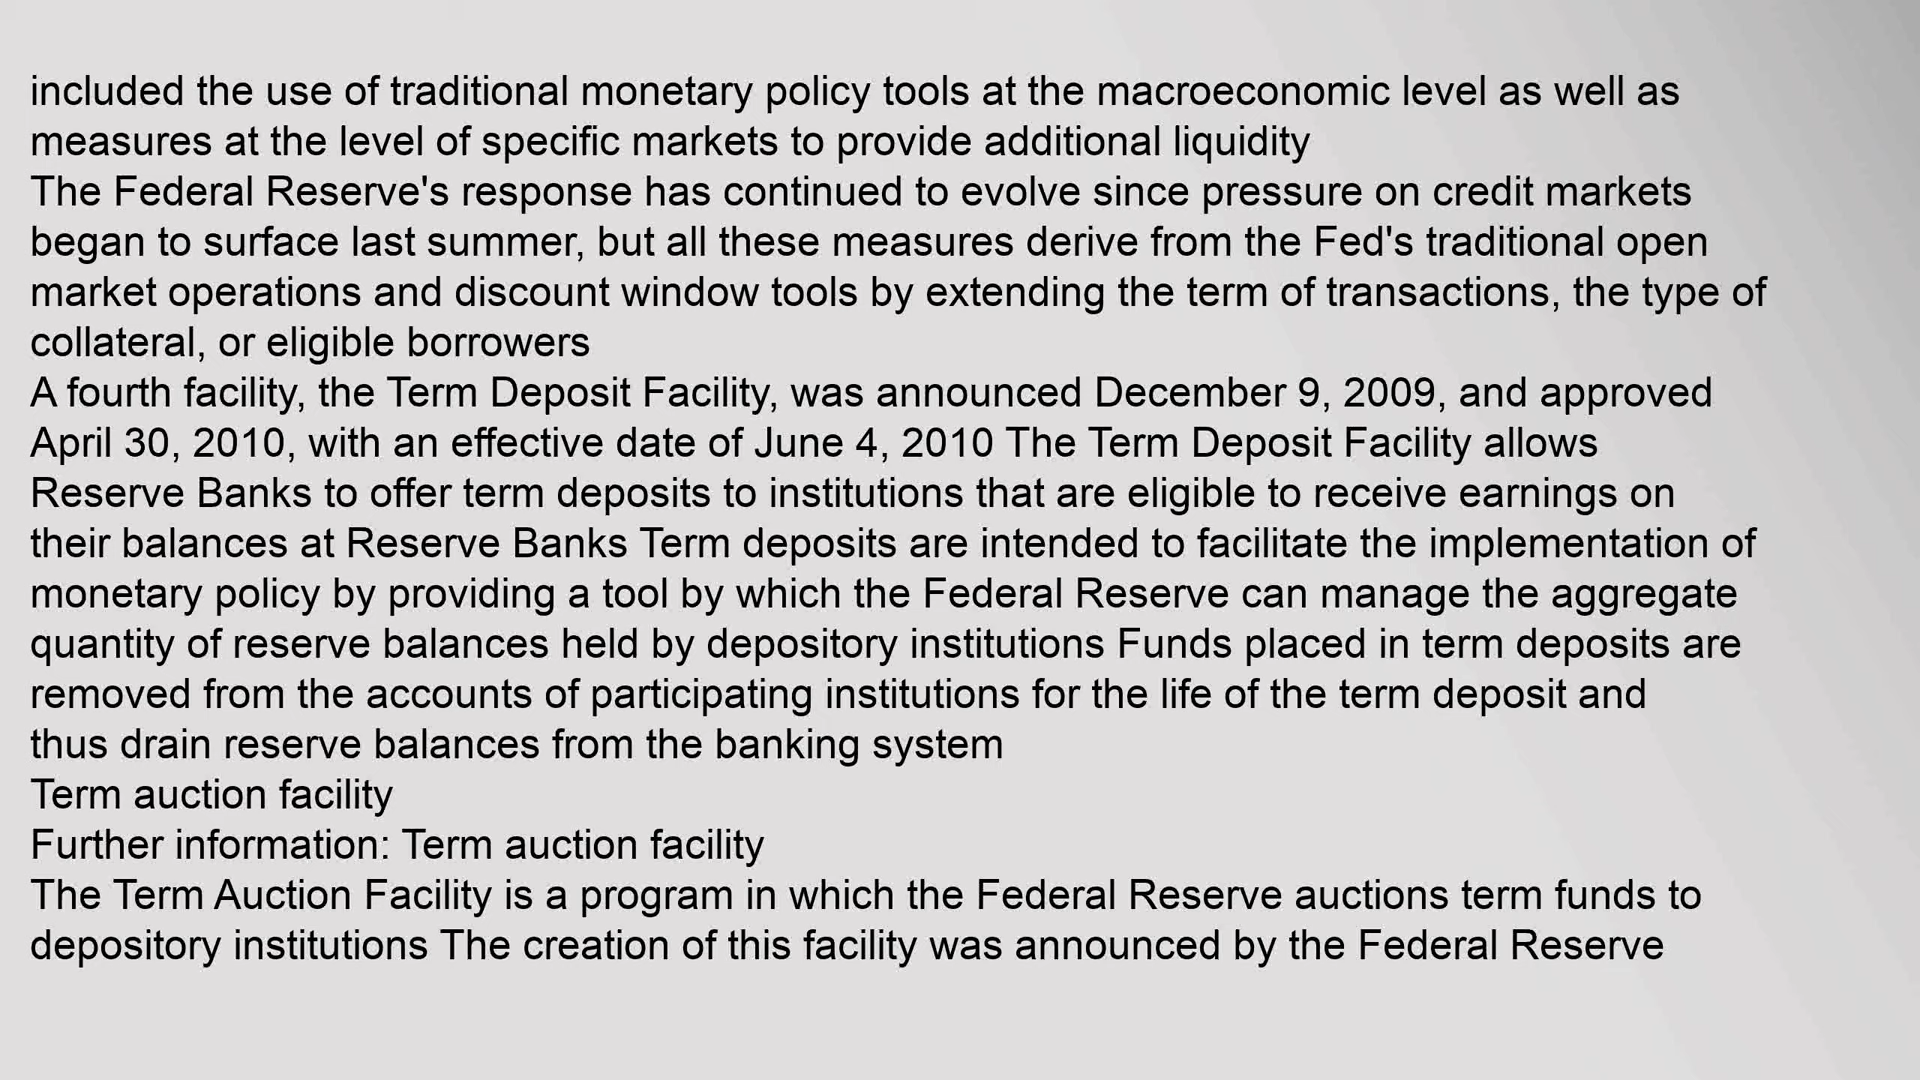 included the use of traditional monetary policy tools at the macroeconomic level as well as
measures at the level of specific markets to provide additional liquidity
The Federal Reserve's response has continued to evolve since pressure on credit markets
began to surface last summer, but all these measures derive from the Fed's traditional open
market operations and discount window tools by extending the term of transactions, the type of
collateral, or eligible borrowers
A fourth facility, the Term Deposit Facility, was announced December 9, 2009, and approved
April 30, 2010, with an effective date of June 4, 2010 The Term Deposit Facility allows
Reserve Banks to offer term deposits to institutions that are eligible to receive earnings on
their balances at Reserve Banks Term deposits are intended to facilitate the implementation of
monetary policy by providing a tool by which the Federal Reserve can manage the aggregate
quantity of reserve balances held by depository institutions Funds placed in term deposits are
removed from the accounts of participating institutions for the life of the term deposit and
thus drain reserve balances from the banking system
Term auction facility
Further information: Term auction facility
The Term Auction Facility is a program in which the Federal Reserve auctions term funds to
depository institutions The creation of this facility was announced by the Federal Reserve